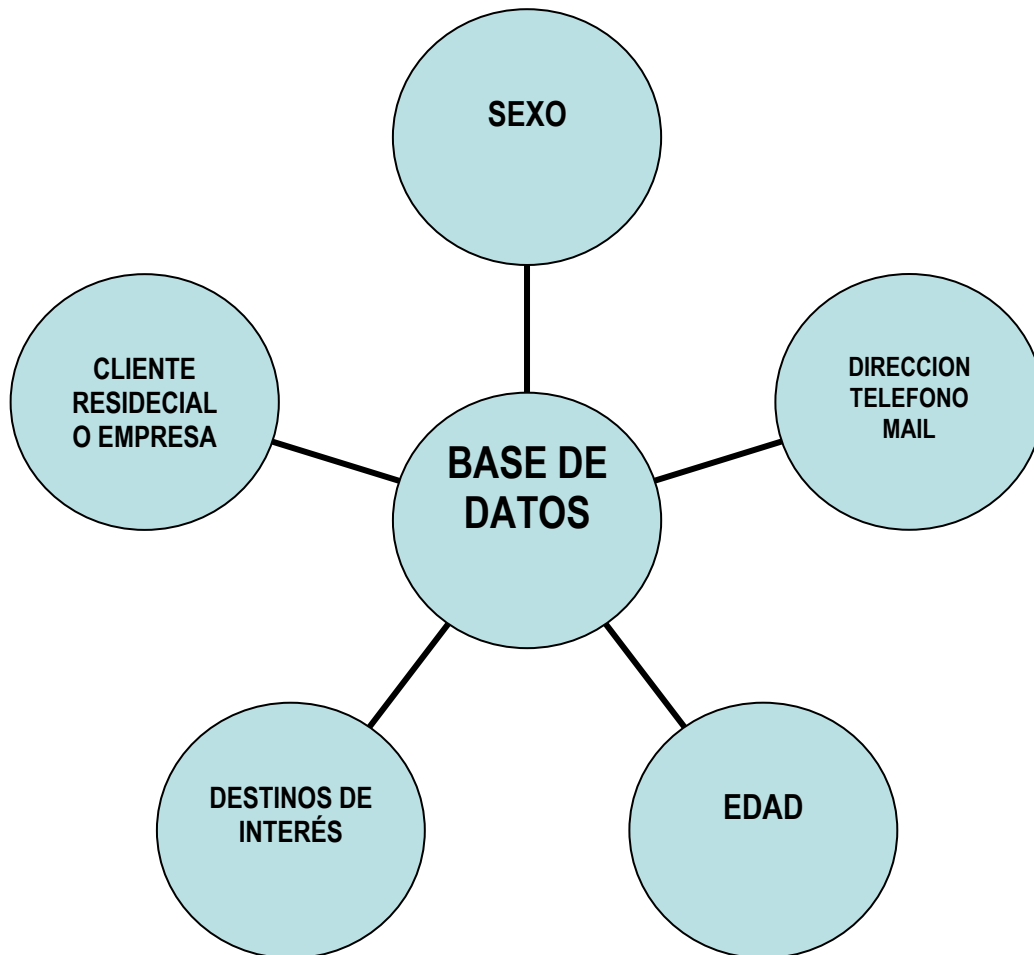 SEXO
CLIENTE
RESIDECIAL
O EMPRESA
DIRECCION
TELEFONO
MAIL
BASE DE
DATOS
DESTINOS DE
INTERÉS
EDAD